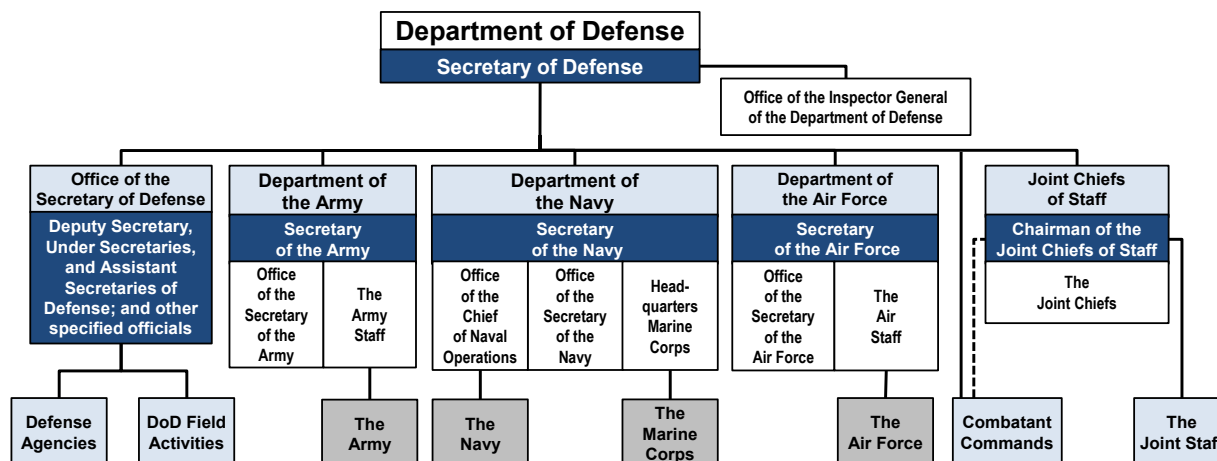 Department of Defense
Secretary of Defense
Office of the Inspector General
of the Department of Defense
Office of the
Secretary of Defense
Deputy Secretary,
Under Secretaries,
and Assistant
Secretaries of
Defense; and other
specified officials
Defense
Agencies
DoD Field
Activities
Department of
the Army
Secretary
of the Army
Office
of the
Secretary
of the
Army
The
Army
Staff
The
Army
Department of
the Navy
Secretary
of the Navy
Office
of the
Chief
of Naval
Operations
Office
of the
Secretary
of the
Navy
Head-
quarters
Marine
Corps
The
Navy
The
Marine
Corps
Department of
the Air Force
Secretary
of the Air Force
Office
of the
Secretary
of the
Air Force
The
Air
Staff
The
Air Force
Joint Chiefs
of Staff
Chairman of the
Joint Chiefs of Staff
The
Joint Chiefs
Combatant
Commands
The
Joint Staff